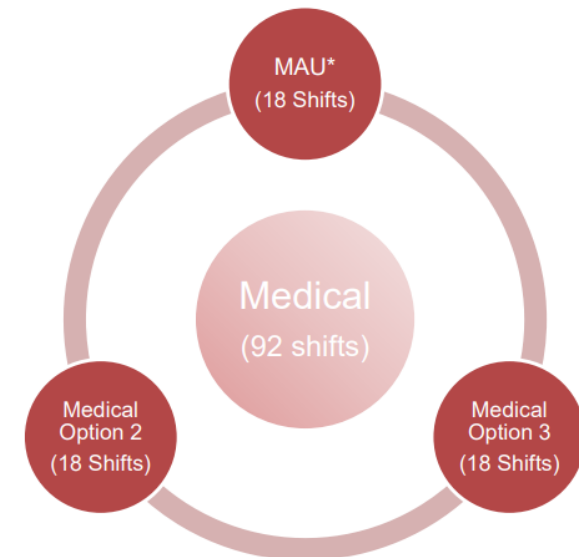 MAU*
(18 Shifts)
Medical
(92 shifts)
Medical
Option 2
(18 Shifts)
Medical
Option 3
(18 Shifts)